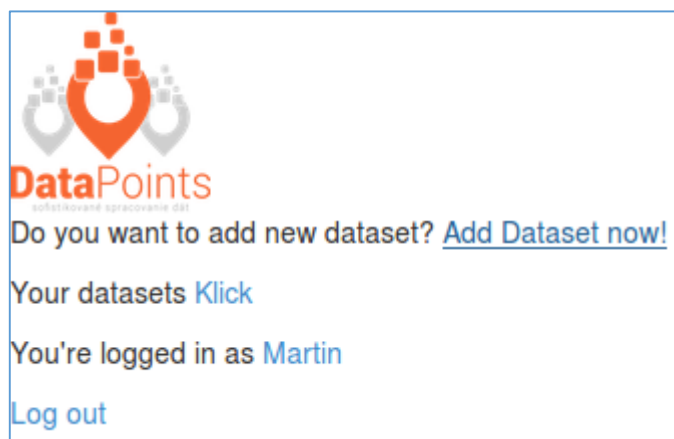 DataPoints
sofistikované spracovanie dát
Do you want to add new dataset? Add Dataset now!
Your datasets Klick
You're logged in as Martin
Log out